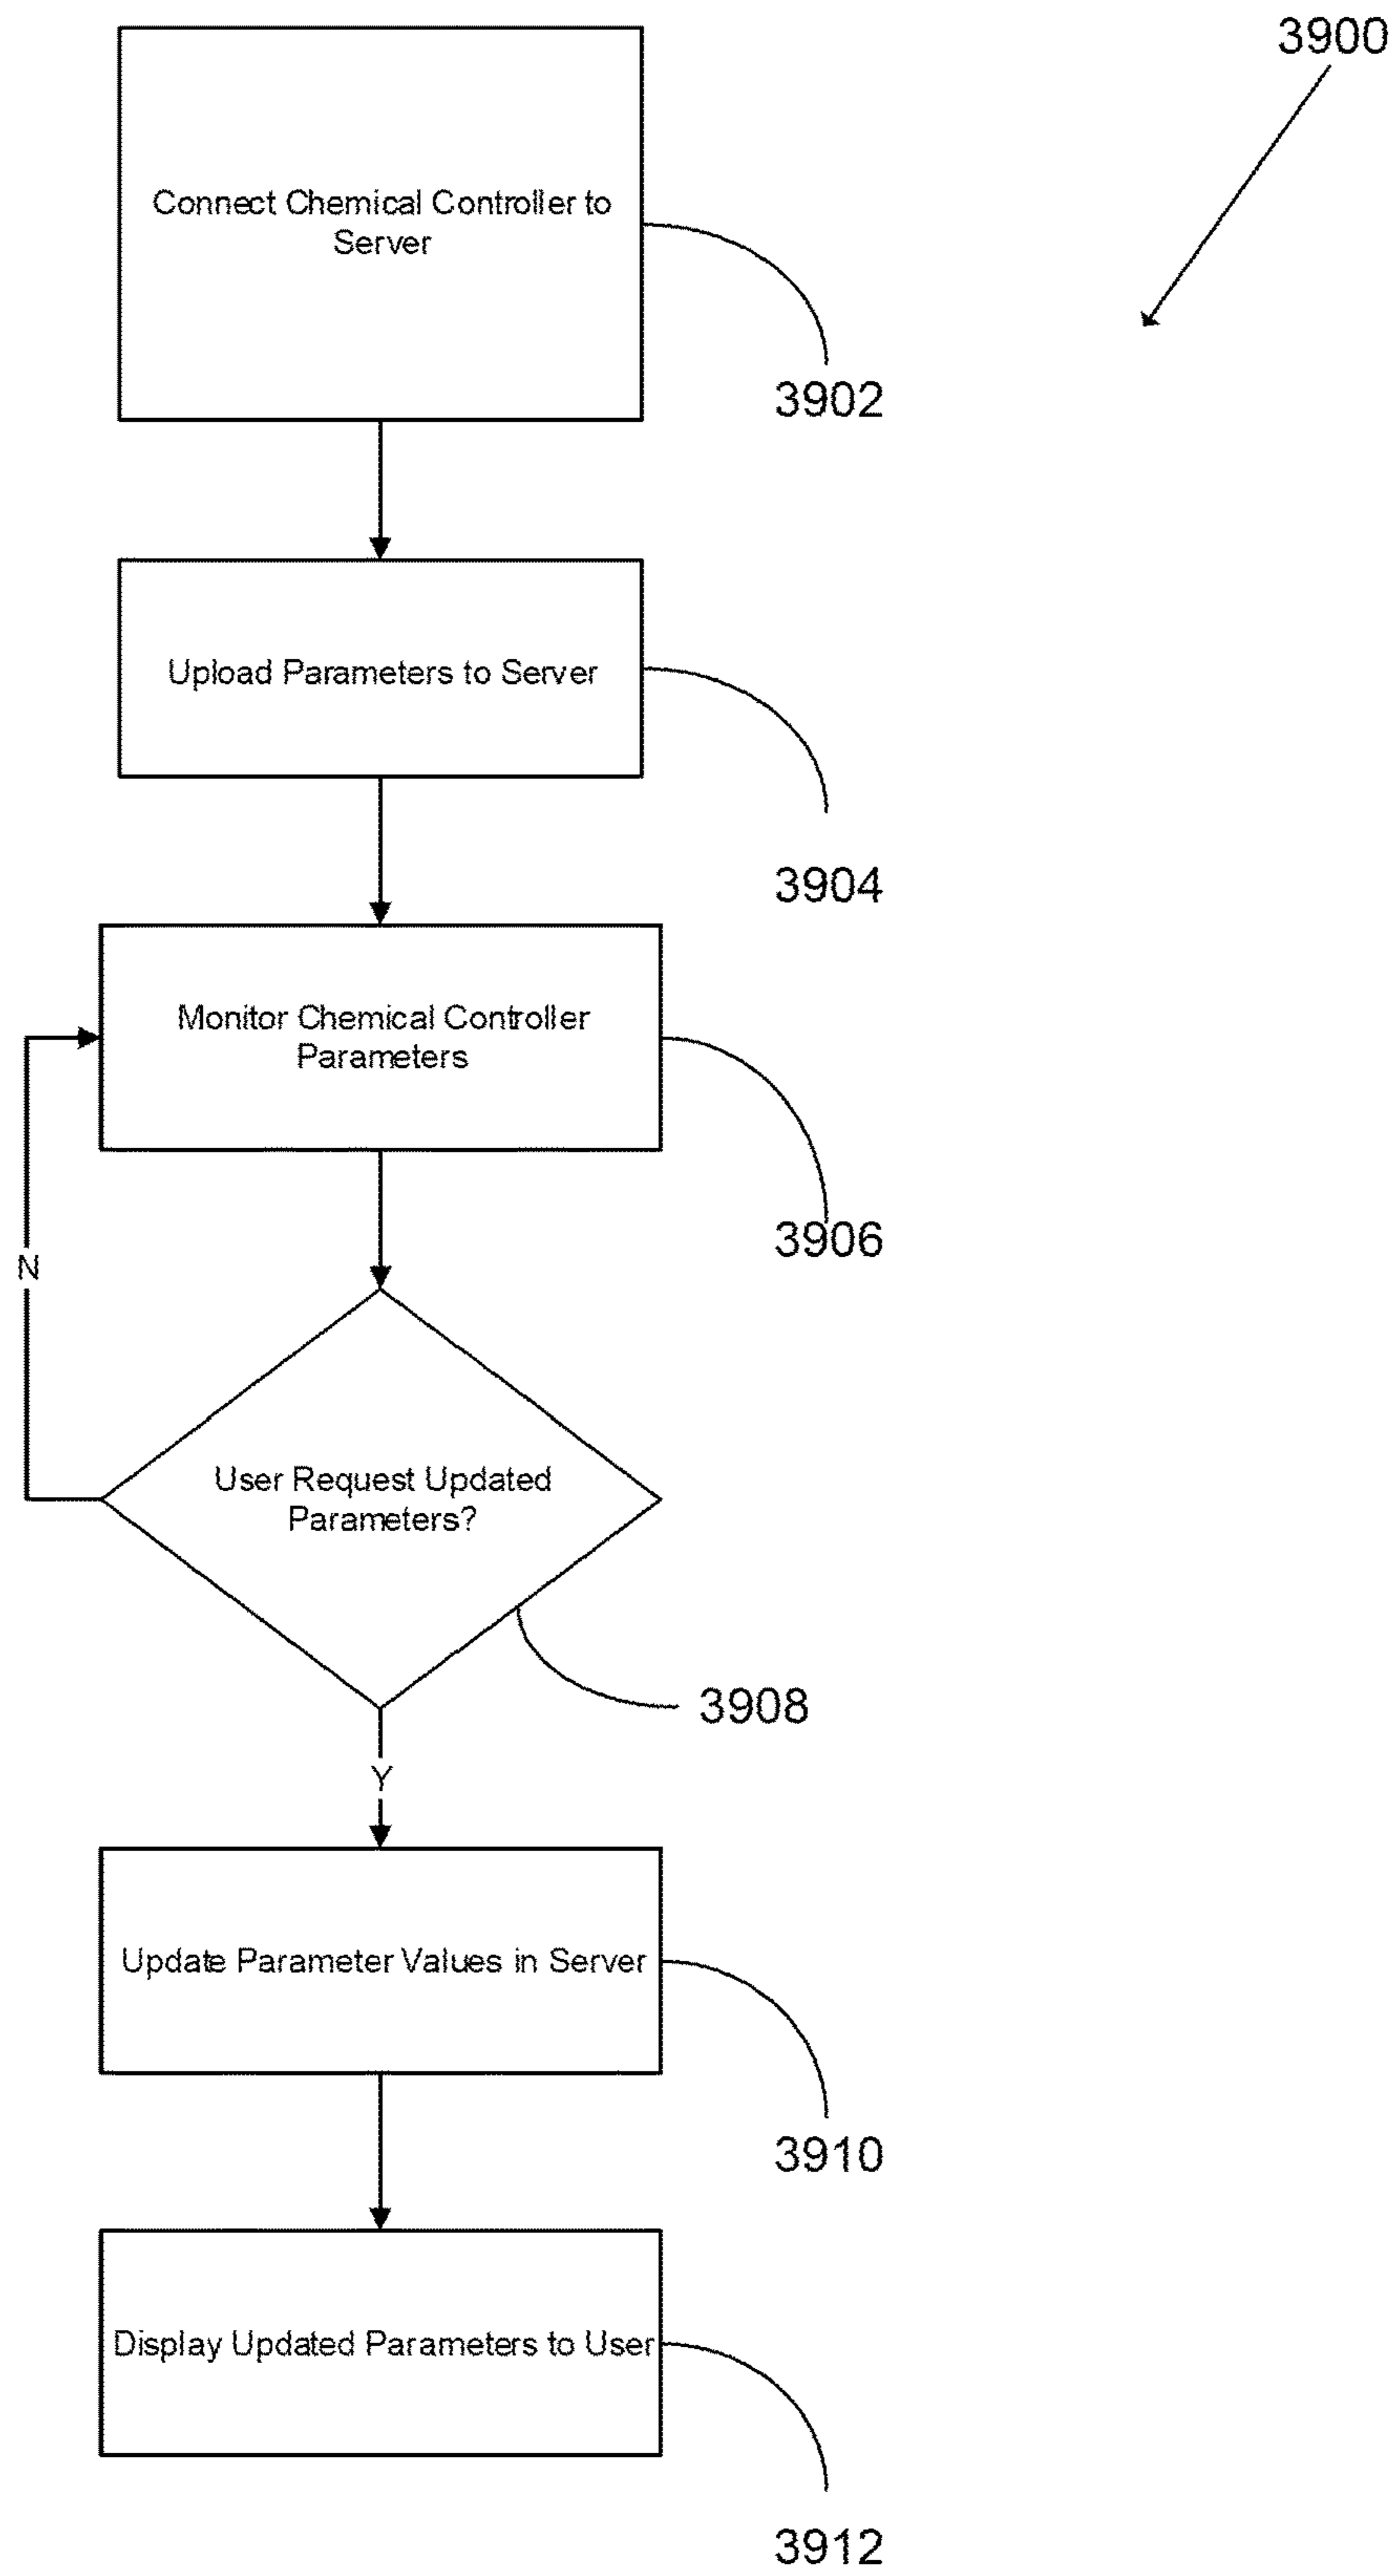 3900
Connect Chemical Controller to
Server
3902
Upload Parameters to Server
3904
Monitor Chemical Controller
Parameters
3906
N
User Request Updated
Parameters?
3908
Y
Update Parameter Values in Server
3910
Display Updated Parameters to User
3912